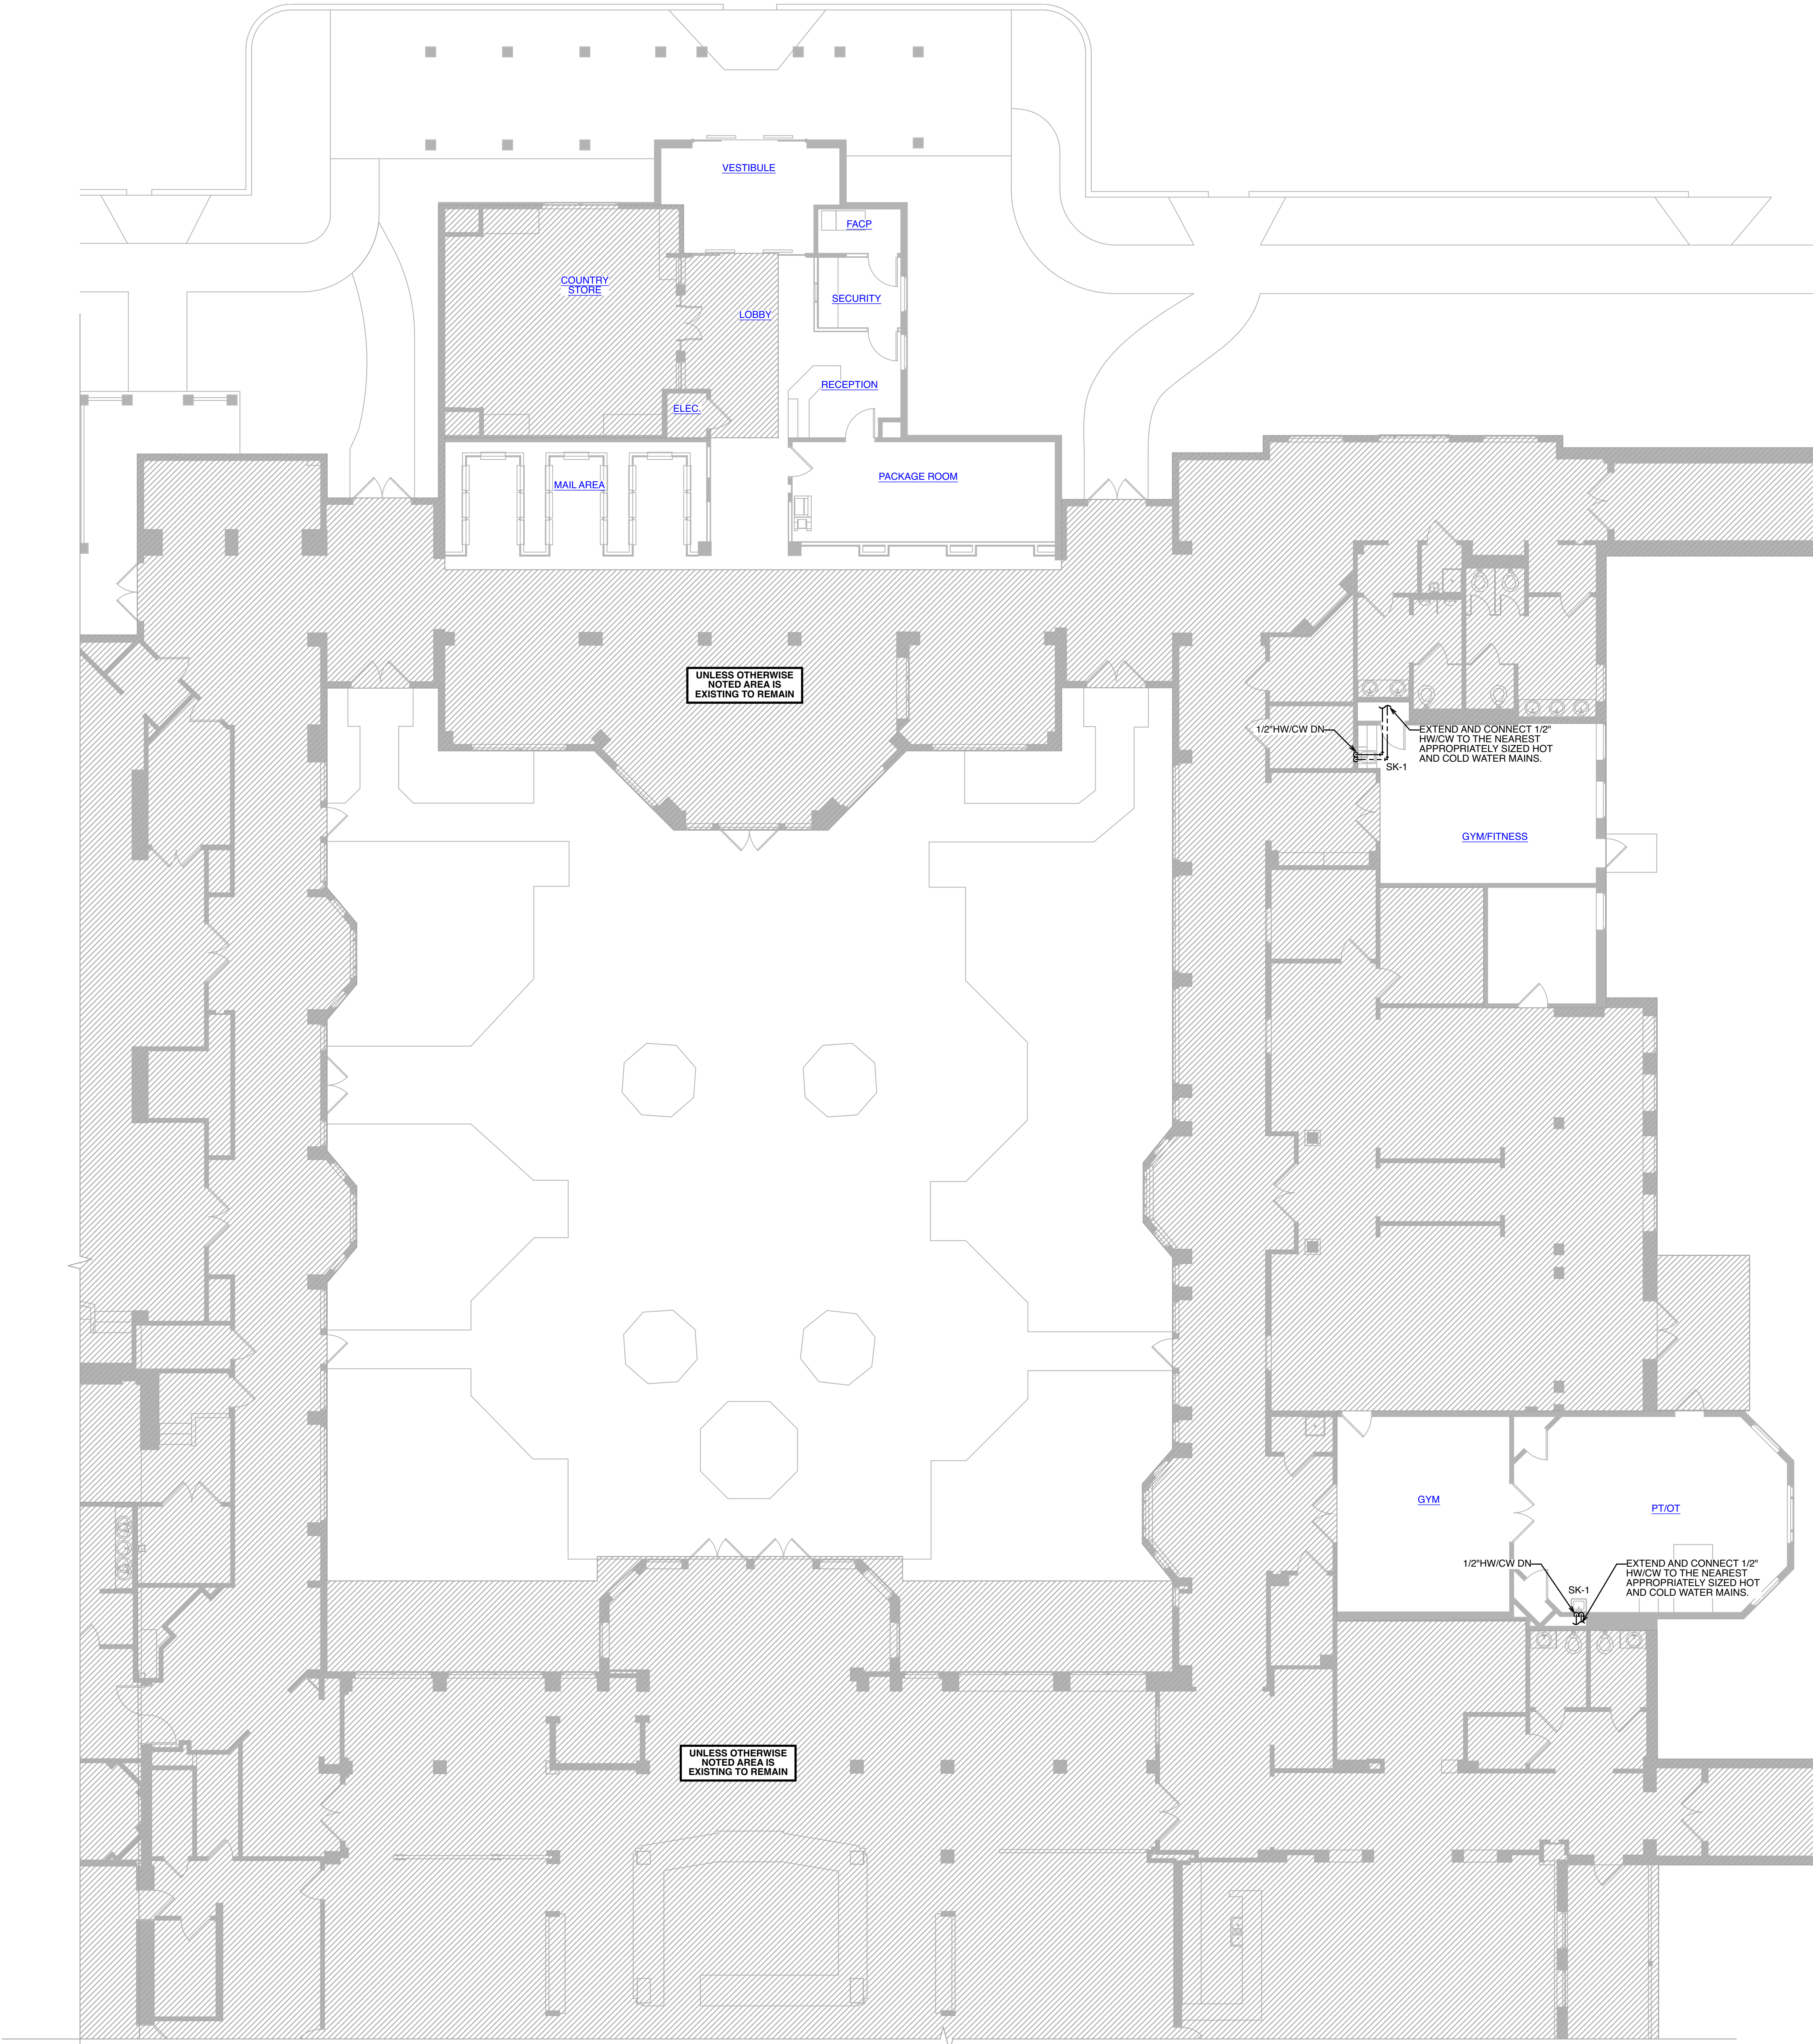 VESTIBULE
FACP
COUNTRY
STORE
SECURITY
LOBBY
RECEPTION
ELEC.
MAIL AREA
PACKAGE ROOM
UNLESS OTHERWISE
NOTED AREA IS
EXISTING TO REMAIN
1/2"HW/CW DN
EXTEND AND CONNECT 1/2"
HW/CW TO THE NEAREST
APPROPRIATELY SIZED HOT
AND COLD WATER MAINS.
SK-1
GYM/FITNESS
GYM
PT/OT
1/2"HW/CW DN
EXTEND AND CONNECT 1/2"
HW/CW TO THE NEAREST
APPROPRIATELY SIZED HOT
AND COLD WATER MAINS.
SK-1
UNLESS OTHERWISE
NOTED AREA IS
EXISTING TO REMAIN